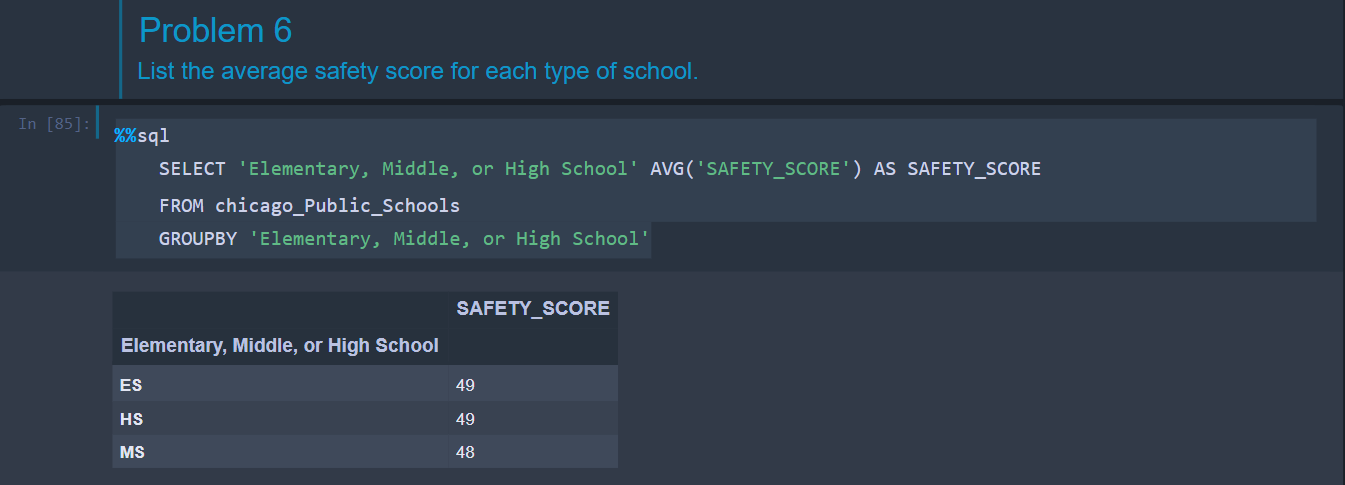 Problem 6
List the average safety score for each type of school.
In [85]:
%%sql
SELECT 'Elementary, Middle, or High School' AVG('SAFETY_SCORE') AS SAFETY_SCORE
FROM chicago_Public_Schools
GROUPBY 'Elementary, Middle, or High School'
SAFETY_SCORE
Elementary, Middle, or High School
ES 49
HS 49
MS 48